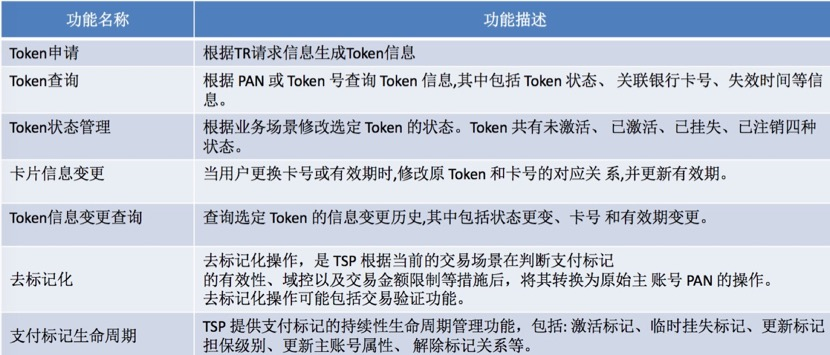 功能名称 功能描述
Token申请 根据TR请求信息生成Token信息
Token查询 根据 PAN 或 Token 号查询 Token 信息,其中包括 Token 状态、 关联银行卡号、失效时间等信
息。
Token状态管理 根据业务场景修改选定 Token 的状态。Token 共有未激活、 已激活、已挂失、已注销四种
状态。
卡片信息变更 当用户更换卡号或有效期时,修改原 Token 和卡号的对应关 系,并更新有效期。
Token信息变更查询 查询选定 Token 的信息变更历史,其中包括状态更变、卡号 和有效期变更。
去标记化操作，是 TSP 根据当前的交易场景在判断支付标记
去标记化 的有效性、域控以及交易金额限制等措施后，将其转换为原始主 账号 PAN 的操作。
去标记化操作可能包括交易验证功能。
支付标记生命周期 TSP 提供支付标记的持续性生命周期管理功能，包括: 激活标记、临时挂失标记、更新标记
担保级别、更新主账号属性、 解除标记关系等。